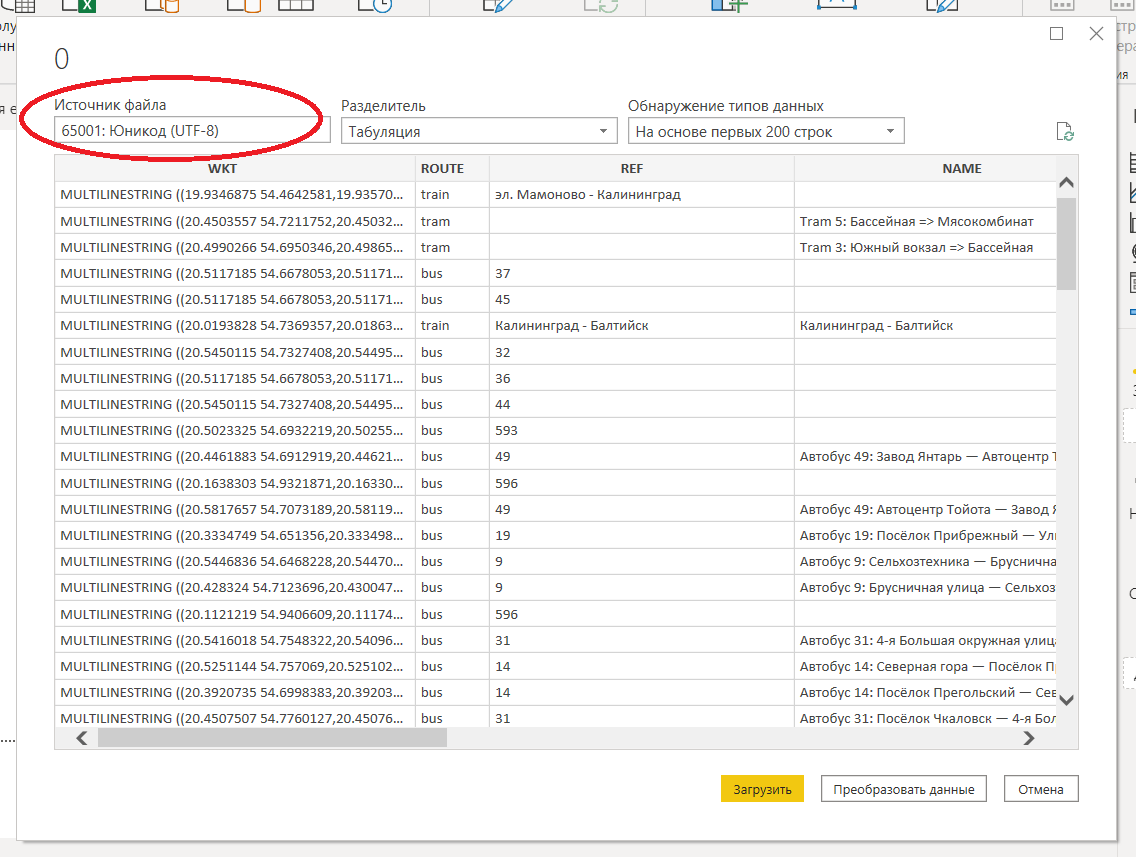 0
Источник файла
65001: Юникод (UTF-8)
Разделитель
Табуляция
Обнаружение типов данных
На основе первых 200 строк
WKT ROUTE REF NAME
MULTILINESTRING ((19.9346875 54.4642581,19.93570... train эл. Мамоново - Калининград
MULTILINESTRING ((20.4503557 54.7211752,20.45032... tram Tram 5: Бассейная => Мясокомбинат
MULTILINESTRING ((20.4990266 54.6950346,20.49865... tram Tram 3: Южный вокзал => Бассейная
MULTILINESTRING ((20.5117185 54.6678053,20.51171... bus 37
MULTILINESTRING ((20.5117185 54.6678053,20.51171... bus 45
MULTILINESTRING ((20.0193828 54.7369357,20.01863... train Калининград - Балтийск Калининград - Балтийск
MULTILINESTRING ((20.5450115 54.7327408,20.54495... bus 32
MULTILINESTRING ((20.5117185 54.6678053,20.51171... bus 36
MULTILINESTRING ((20.5450115 54.7327408,20.54495... bus 44
MULTILINESTRING ((20.5023325 54.6932219,20.50255... bus 593
MULTILINESTRING ((20.4461883 54.6912919,20.44621... bus 49 Автобус 49: Завод Янтарь — Автоцентр Т
MULTILINESTRING ((20.1638303 54.9321871,20.16330... bus 596
MULTILINESTRING ((20.5817657 54.7073189,20.58119... bus 49 Автобус 49: Автоцентр Тойота — Завод Я
MULTILINESTRING ((20.3334749 54.651356,20.333498... bus 19 Автобус 19: Посёлок Прибрежный — Ул
MULTILINESTRING ((20.5446836 54.6468228,20.54470... bus 9 Автобус 9: Сельхозтехника — Бруснична
MULTILINESTRING ((20.428324 54.7123696,20.430047... bus 9 Автобус 9: Брусничная улица — Сельхоз
MULTILINESTRING ((20.1121219 54.9406609,20.11174... bus 596
MULTILINESTRING ((20.5416018 54.7548322,20.54096... bus 31 Автобус 31: 4-я Большая окружная улица
MULTILINESTRING ((20.5251144 54.757069,20.525102... bus 14 Автобус 14: Северная гора — Посёлок П
MULTILINESTRING ((20.3920735 54.6998383,20.39203... bus 14 Автобус 14: Посёлок Прегольский — Сев
MULTILINESTRING ((20.4507507 54.7760127,20.45076... bus 31 Автобус 31: Посёлок Чкаловск — 4-я Бол
Загрузить
Преобразовать данные
Отмена